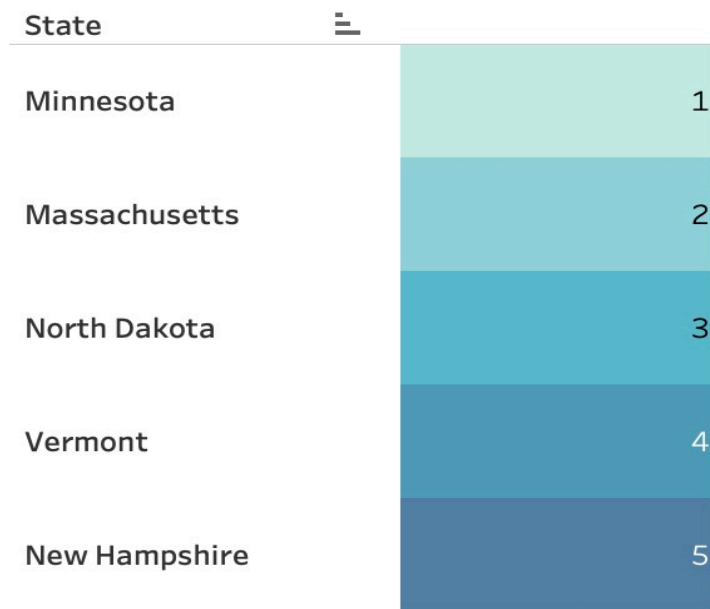 State
Minnesota 1
Massachusetts 2
North Dakota 3
Vermont 4
New Hampshire 5